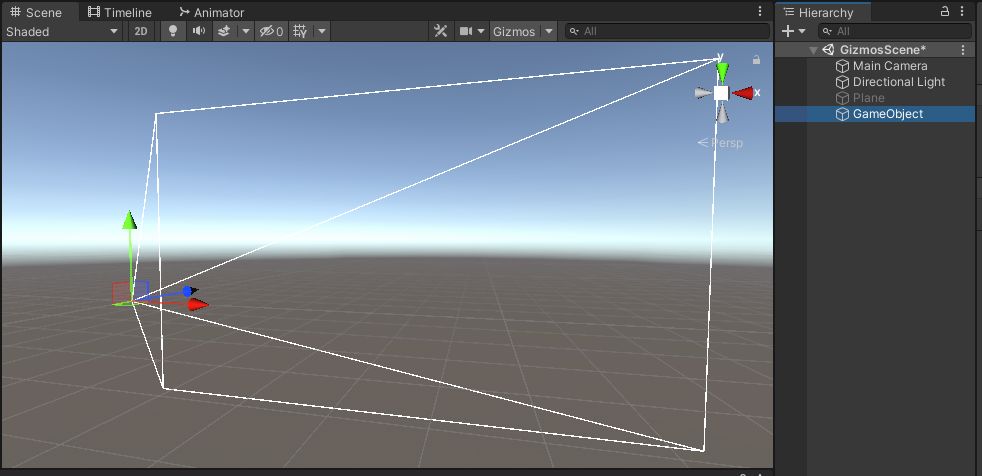 Scene Timeline Animator Hierarchy
Shaded 2D 0 Gizmos All All
GizmosScene*
Main Camera
Directional Light
Plane
GameObject
y
x
Persp